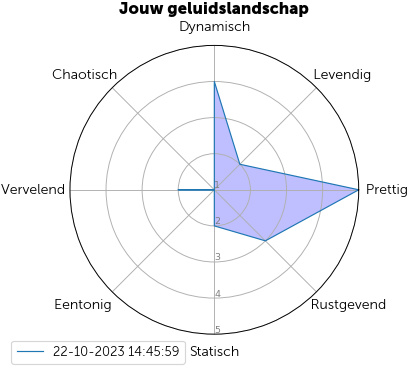 Jouw geluidslandschap
Dynamisch
Chaotisch
Levendig
Vervelend
Prettig
1
2
3
4
5
Eentonig
Rustgevend
22-10-2023 14:45:59
Statisch